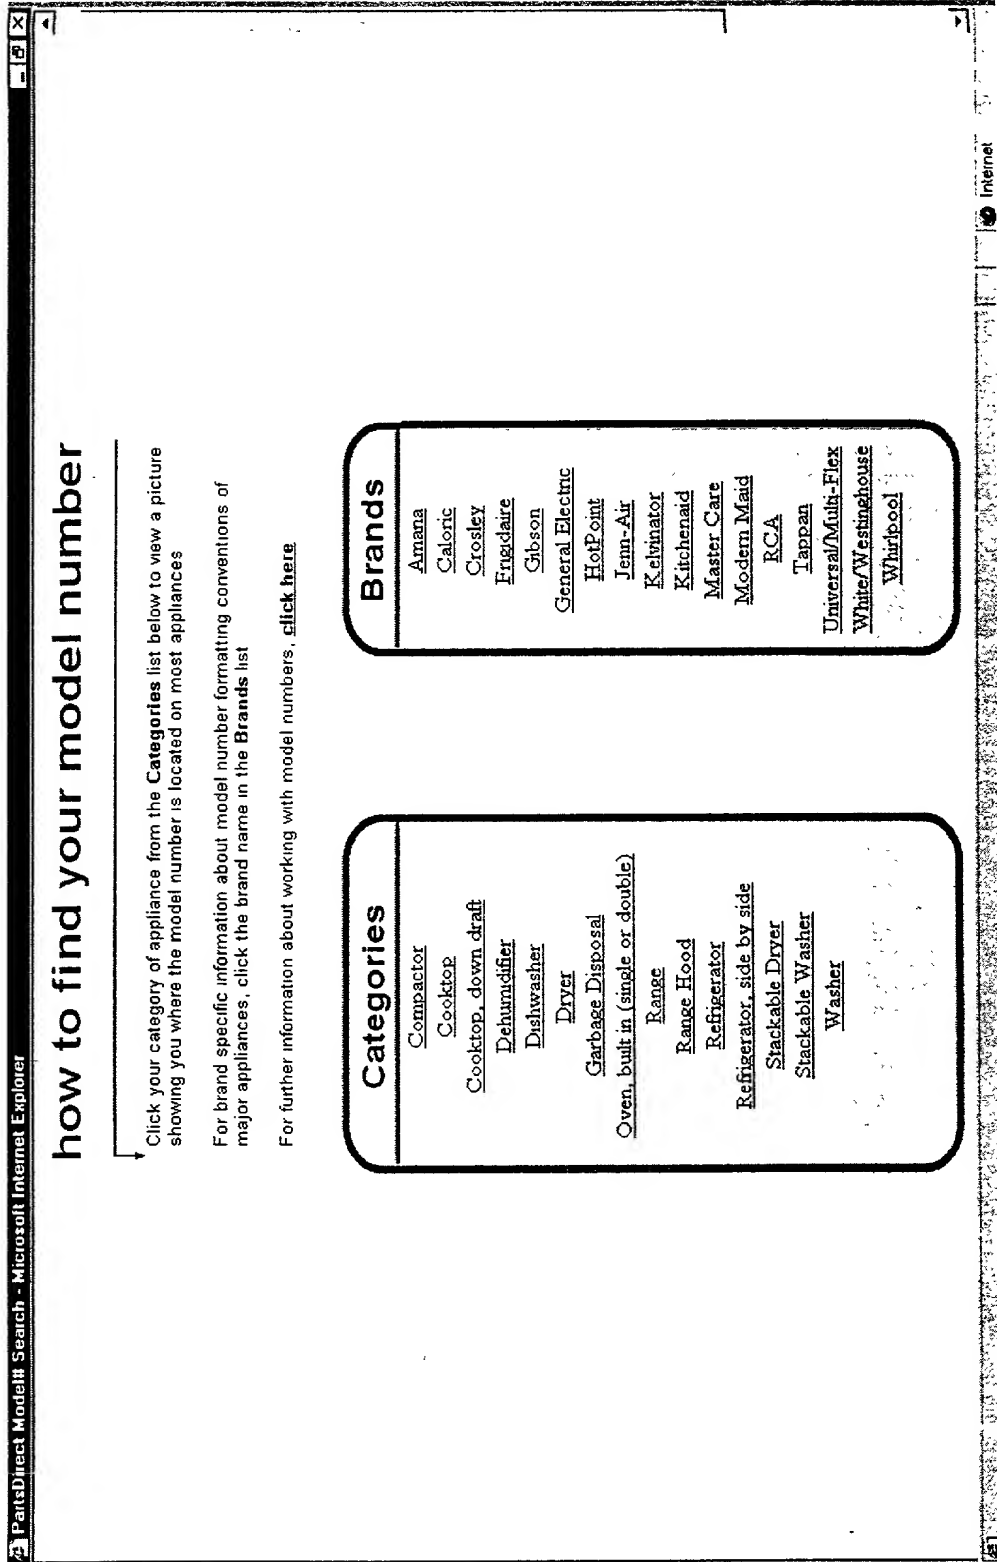 PartsDirect Model# Search - Microsoft Internet Explorer
how to find your model number
Click your category of appliance from the Categories list below to view a picture
showing you where the model number is located on most appliances
For brand specific information about model number formatting conventions of
major appliances, click the brand name in the Brands list
For further information about working with model numbers, click here
Categories
Compactor
Cooktop
Cooktop, down draft
Dehumidifier
Dishwasher
Dryer
Garbage Disposal
Oven, built in (single or double)
Range
Range Hood
Refrigerator
Refrigerator, side by side
Stackable Dryer
Stackable Washer
Washer
Brands
Amana
Caloric
Crosley
Frigidaire
Gibson
General Electric
HotPoint
Jenn-Air
Kelvinator
Kitchenaid
Master Care
Modern Maid
RCA
Tappan
Universal/Multi-Flex
White/Westinghouse
Whirlpool
Internet